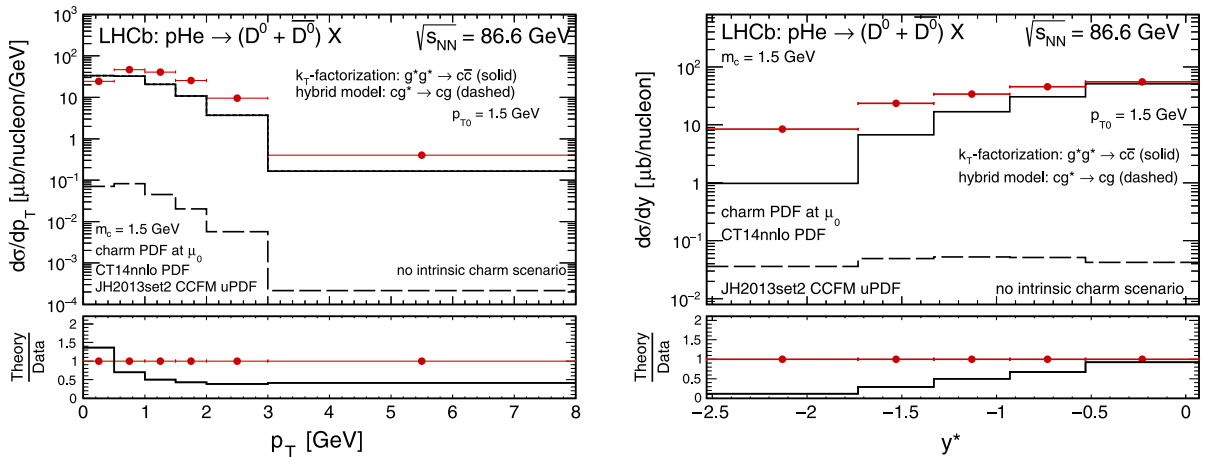 LHCb: pHe → (D⁰ + D̅⁰) X √s_NN = 86.6 GeV
k_T-factorization: g*g* → cc̅ (solid)
hybrid model: cg* → cg (dashed)
p_T0 = 1.5 GeV
m_c = 1.5 GeV
charm PDF at μ₀
CT14nnlo PDF
JH2013set2 CCFM uPDF
no intrinsic charm scenario
dσ/dp_T [μb/nucleon/GeV]
10³
10²
10
1
10⁻¹
10⁻²
10⁻³
10⁻⁴
Theory
Data
2
1.5
1
0.5
0
0 1 2 3 4 5 6 7 8
p_T [GeV]
LHCb: pHe → (D⁰ + D̅⁰) X √s_NN = 86.6 GeV
m_c = 1.5 GeV
p_T0 = 1.5 GeV
k_T-factorization: g*g* → cc̅ (solid)
hybrid model: cg* → cg (dashed)
charm PDF at μ₀
CT14nnlo PDF
JH2013set2 CCFM uPDF
no intrinsic charm scenario
dσ/dy [μb/nucleon]
10²
10
1
10⁻¹
10⁻²
Theory
Data
2
1.5
1
0.5
0
-2.5 -2 -1.5 -1 -0.5 0
y*